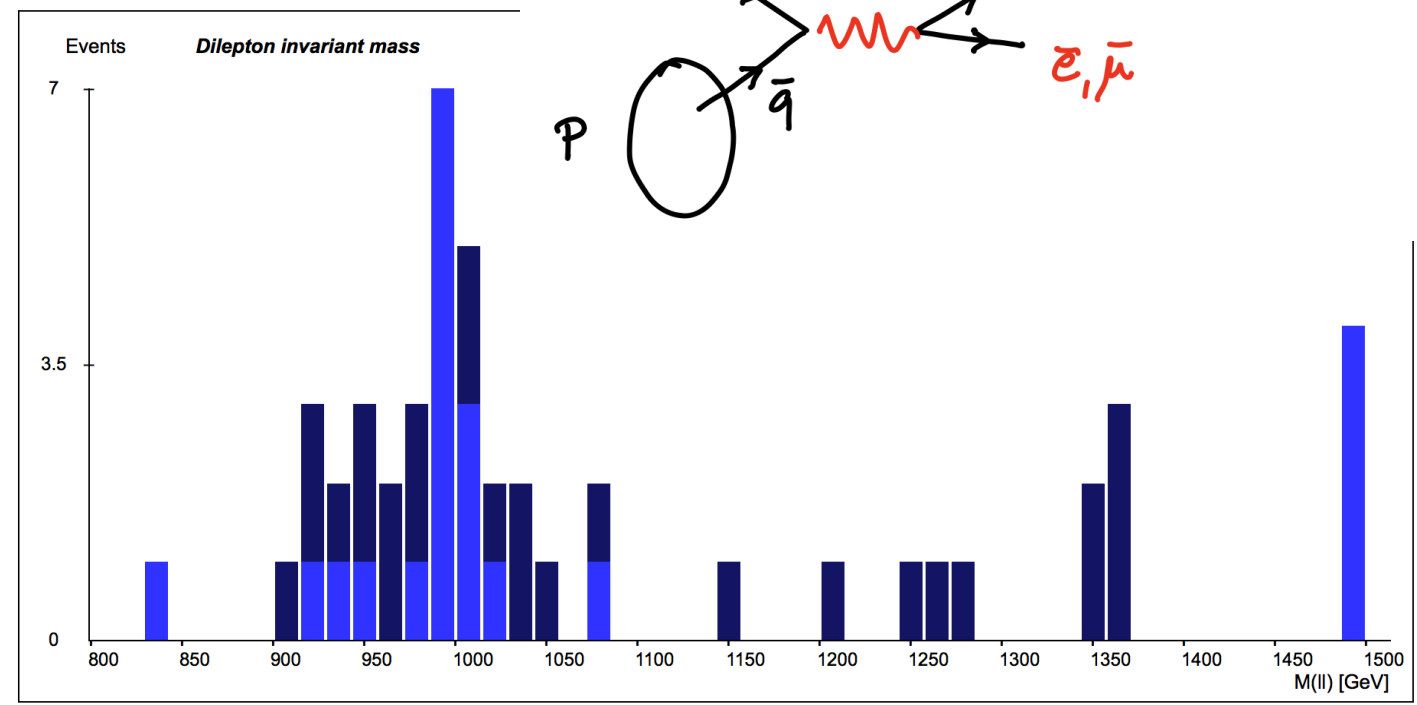 Events Dilepton invariant mass
7
3.5
0
P
q̄
ē, μ̄
800 850 900 950 1000 1050 1100 1150 1200 1250 1300 1350 1400 1450 1500
M(ll) [GeV]